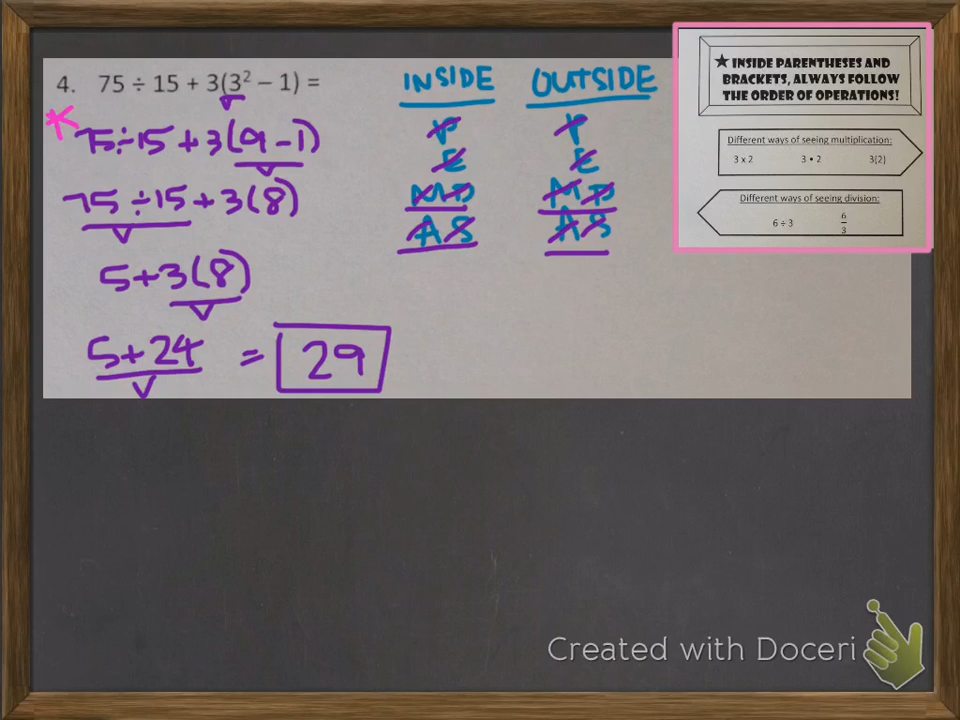 4. 75 ÷ 15 + 3(3² − 1) =
75÷15 + 3(9 − 1)
75 ÷ 15 + 3(8)
5 + 3(8)
5 + 24 = 29
INSIDE OUTSIDE
P P
E E
MD MD
AS AS
★ INSIDE PARENTHESES AND
BRACKETS, ALWAYS FOLLOW
THE ORDER OF OPERATIONS!
Different ways of seeing multiplication:
3 x 2 3 • 2 3(2)
Different ways of seeing division:
6 ÷ 3 6/3
Created with Doceri